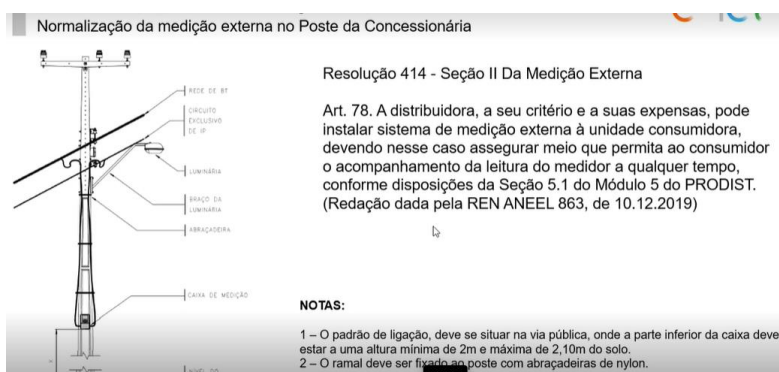 Normalização da medição externa no Poste da Concessionária
REDE DE BT
CIRCUITO
EXCLUSIVO
DE IP
LUMINÁRIA
BRAÇO DA
LUMINÁRIA
ABRAÇADEIRA
CAIXA DE MEDIÇÃO
Resolução 414 - Seção II Da Medição Externa
Art. 78. A distribuidora, a seu critério e a suas expensas, pode
instalar sistema de medição externa à unidade consumidora,
devendo nesse caso assegurar meio que permita ao consumidor
o acompanhamento da leitura do medidor a qualquer tempo,
conforme disposições da Seção 5.1 do Módulo 5 do PRODIST.
(Redação dada pela REN ANEEL 863, de 10.12.2019)
NOTAS:
1 – O padrão de ligação, deve se situar na via pública, onde a parte inferior da caixa deve
estar a uma altura mínima de 2m e máxima de 2,10m do solo.
2 – O ramal deve ser fixado ao poste com abraçadeiras de nylon.